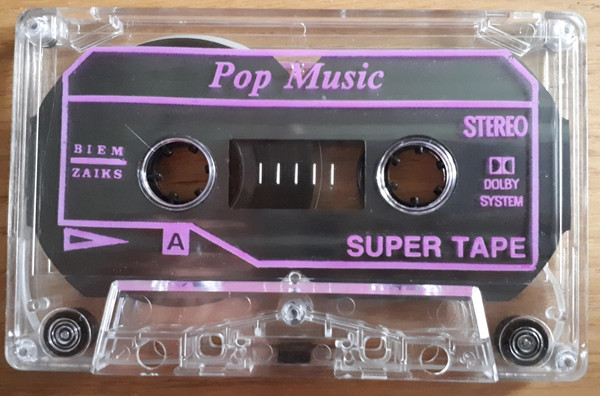 Pop Music
STEREO
BIEM
ZAIKS
DOLBY
SYSTEM
A
SUPER TAPE